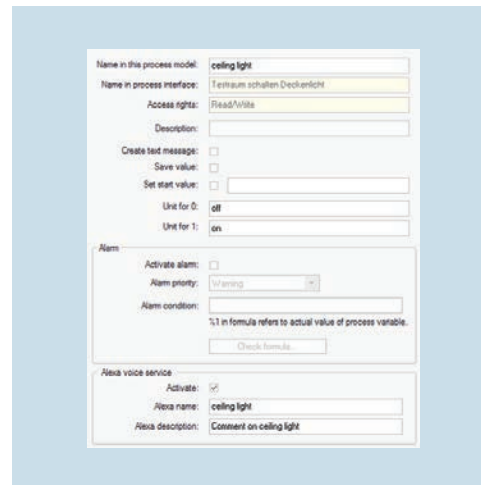 Name in this process model: ceiling light
Name in process interface: Testraum schalten Deckenlicht
Access rights: Read/Write
Description:
Create text message:
Save value:
Set start value:
Unit for 0: off
Unit for 1: on
Alarm
Activate alarm:
Alarm priority: Warning
Alarm condition:
%1 in formula refers to actual value of process variable.
Check formula...
Alexa voice service
Activate:
Alexa name: ceiling light
Alexa description: Comment on ceiling light